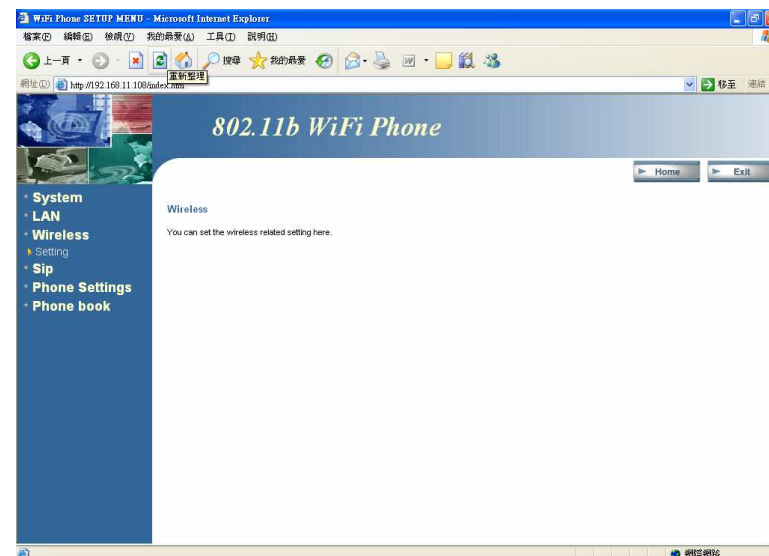 WiFi Phone SETUP MENU - Microsoft Internet Explorer
檔案(F) 編輯(E) 檢視(V) 我的最愛(A) 工具(T) 說明(H)
上一頁 搜尋 我的最愛
重新整理
網址(D) http://192.168.11.108/index.htm 移至 連結
802.11b WiFi Phone
Home Exit
System
LAN
Wireless
Setting
Sip
Phone Settings
Phone book
Wireless
You can set the wireless related setting here.
網際網路